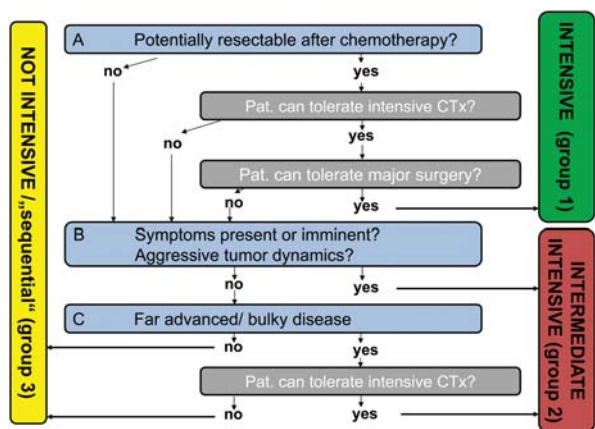 A Potentially resectable after chemotherapy?
no
yes
Pat. can tolerate intensive CTx?
no
yes
Pat. can tolerate major surgery?
no
yes
B Symptoms present or imminent?
Aggressive tumor dynamics?
no
yes
C Far advanced/ bulky disease
no
yes
Pat. can tolerate intensive CTx?
no
yes
NOT INTENSIVE /„sequential“ (group 3)
INTENSIVE (group 1)
INTERMEDIATE
INTENSIVE (group 2)